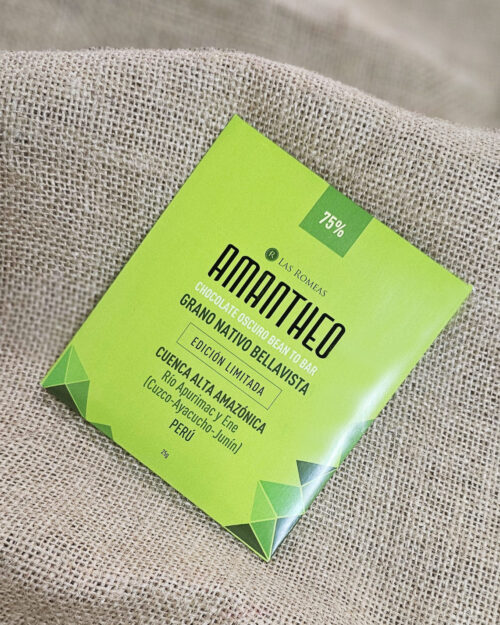 75%
R LAS ROMEAS
AMANTHEO
CHOCOLATE OSCURO BEAN TO BAR
GRANO NATIVO BELLAVISTA
EDICIÓN LIMITADA
CUENCA ALTA AMAZÓNICA
Río Apurimac y Ene
(Cuzco-Ayacucho-Junín)
PERÚ
75g